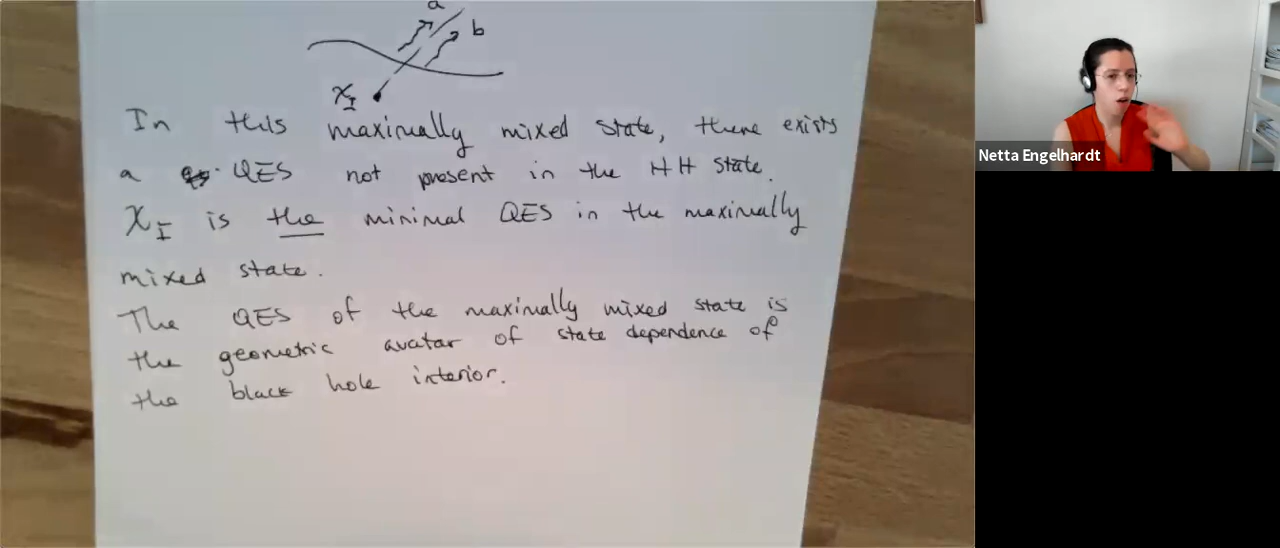 a
b
χ_I
In this maximally mixed state, there exists
a QES not present in the HH state.
χ_I is the minimal QES in the maximally
mixed state.
The QES of the maximally mixed state is
the geometric avatar of state dependence of
the black hole interior.
Netta Engelhardt